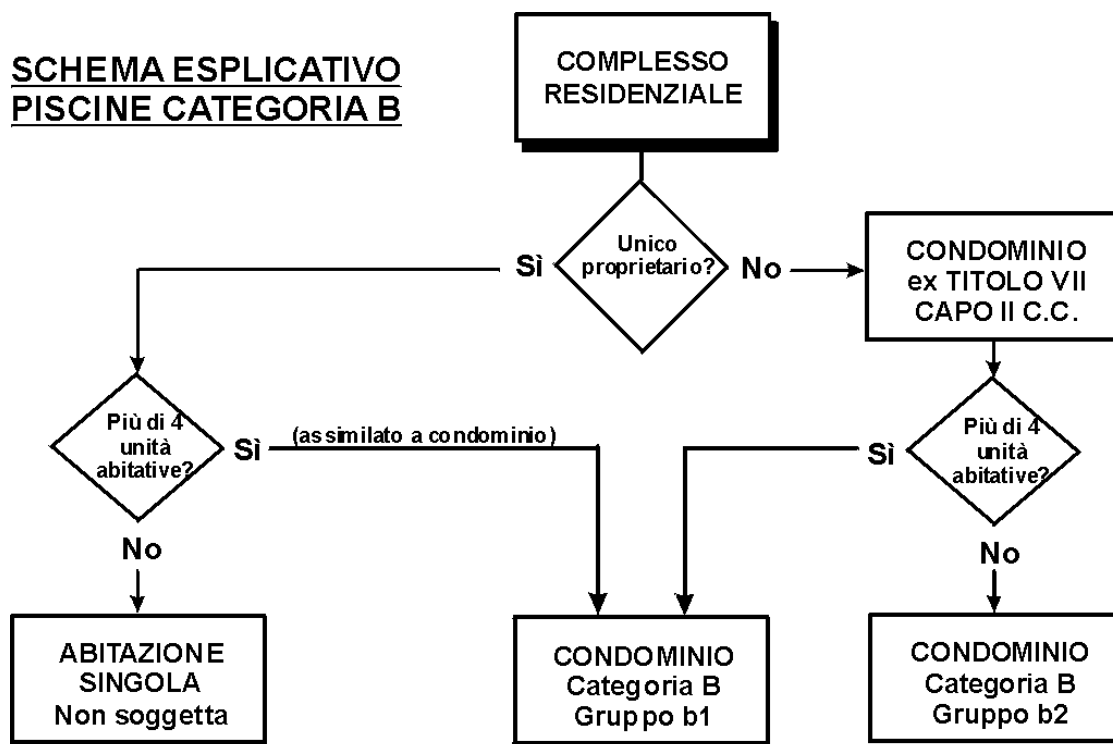 SCHEMA ESPLICATIVO
PISCINE CATEGORIA B
COMPLESSO
RESIDENZIALE
Unico
proprietario?
Sì
No
CONDOMINIO
ex TITOLO VII
CAPO II C.C.
Più di 4
unità
abitative?
Sì
(assimilato a condominio)
Sì
Più di 4
unità
abitative?
No
No
ABITAZIONE
SINGOLA
Non soggetta
CONDOMINIO
Categoria B
Gruppo b1
CONDOMINIO
Categoria B
Gruppo b2